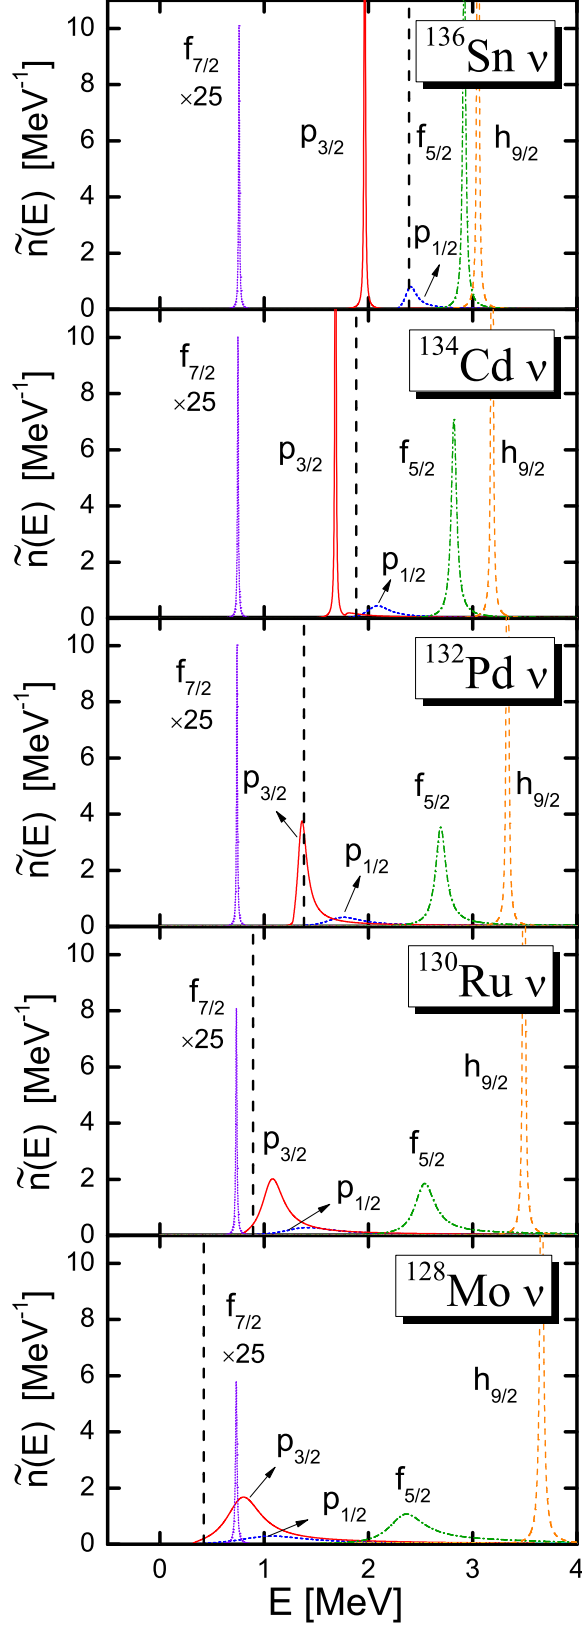 10
8
6
4
2
0
ñ(E) [MeV⁻¹]
f7/2
×25
p3/2
p1/2
f5/2
h9/2
¹³⁶Sn ν
10
8
6
4
2
0
ñ(E) [MeV⁻¹]
f7/2
×25
p3/2
p1/2
f5/2
h9/2
¹³⁴Cd ν
10
8
6
4
2
0
ñ(E) [MeV⁻¹]
f7/2
×25
p3/2
p1/2
f5/2
h9/2
¹³²Pd ν
10
8
6
4
2
0
ñ(E) [MeV⁻¹]
f7/2
×25
p3/2
p1/2
f5/2
h9/2
¹³⁰Ru ν
10
8
6
4
2
0
ñ(E) [MeV⁻¹]
f7/2
×25
p3/2
p1/2
f5/2
h9/2
¹²⁸Mo ν
0 1 2 3 4
E [MeV]